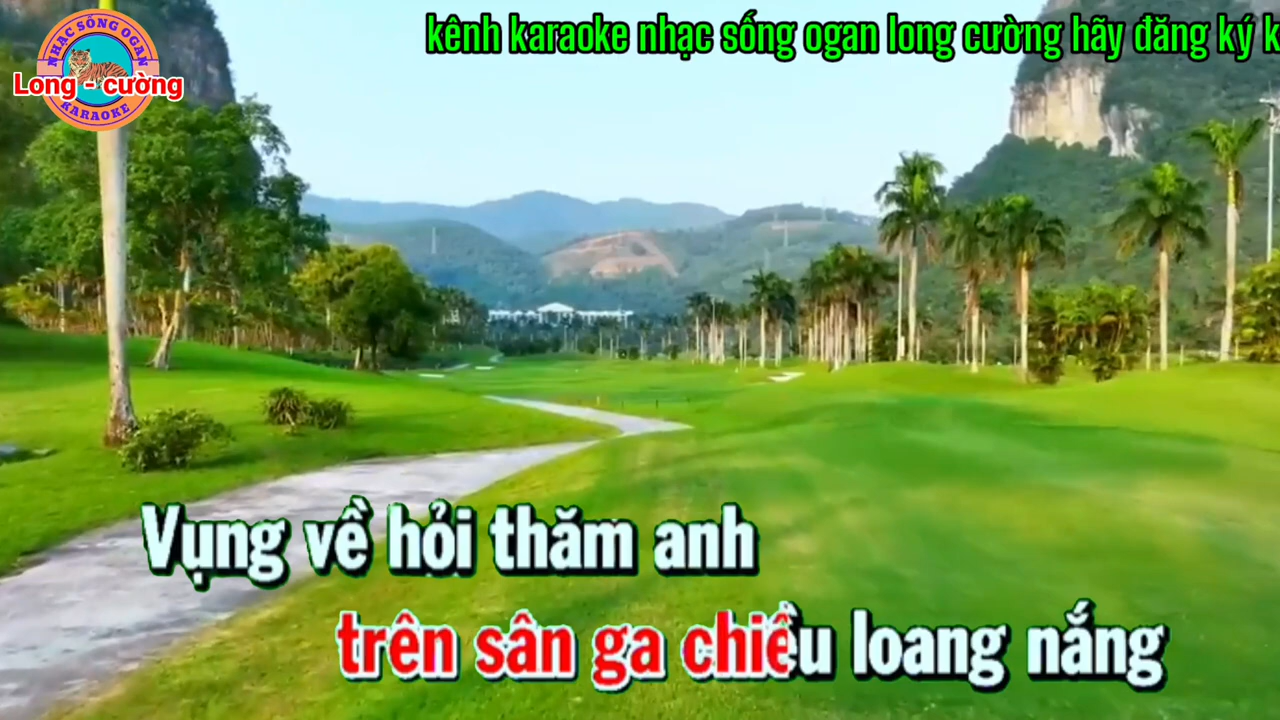 kênh karaoke nhạc sống ogan long cường hãy đăng ký k
NHẠC SỐNG OGAN
Long - cường
KARAOKE
Vụng về hỏi thăm anh
trên sân ga chiều loang nắng